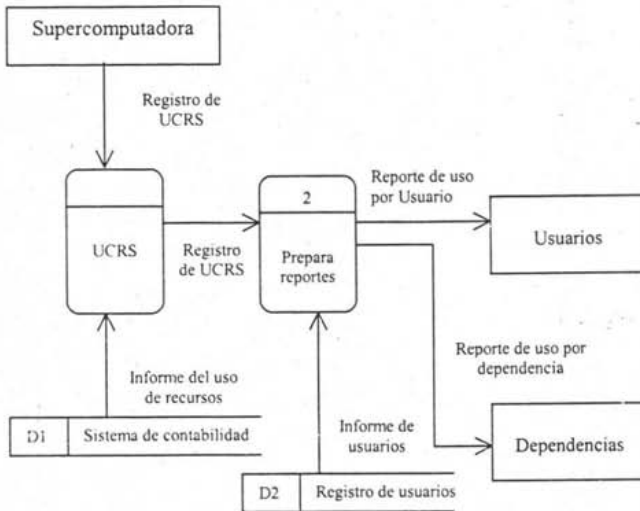 Supercomputadora
Registro de
UCRS
UCRS
Registro
de UCRS
2
Prepara
reportes
Reporte de uso
por Usuario
Usuarios
Reporte de uso por
dependencia
Dependencias
Informe del uso
de recursos
D1 Sistema de contabilidad
Informe de
usuarios
D2 Registro de usuarios